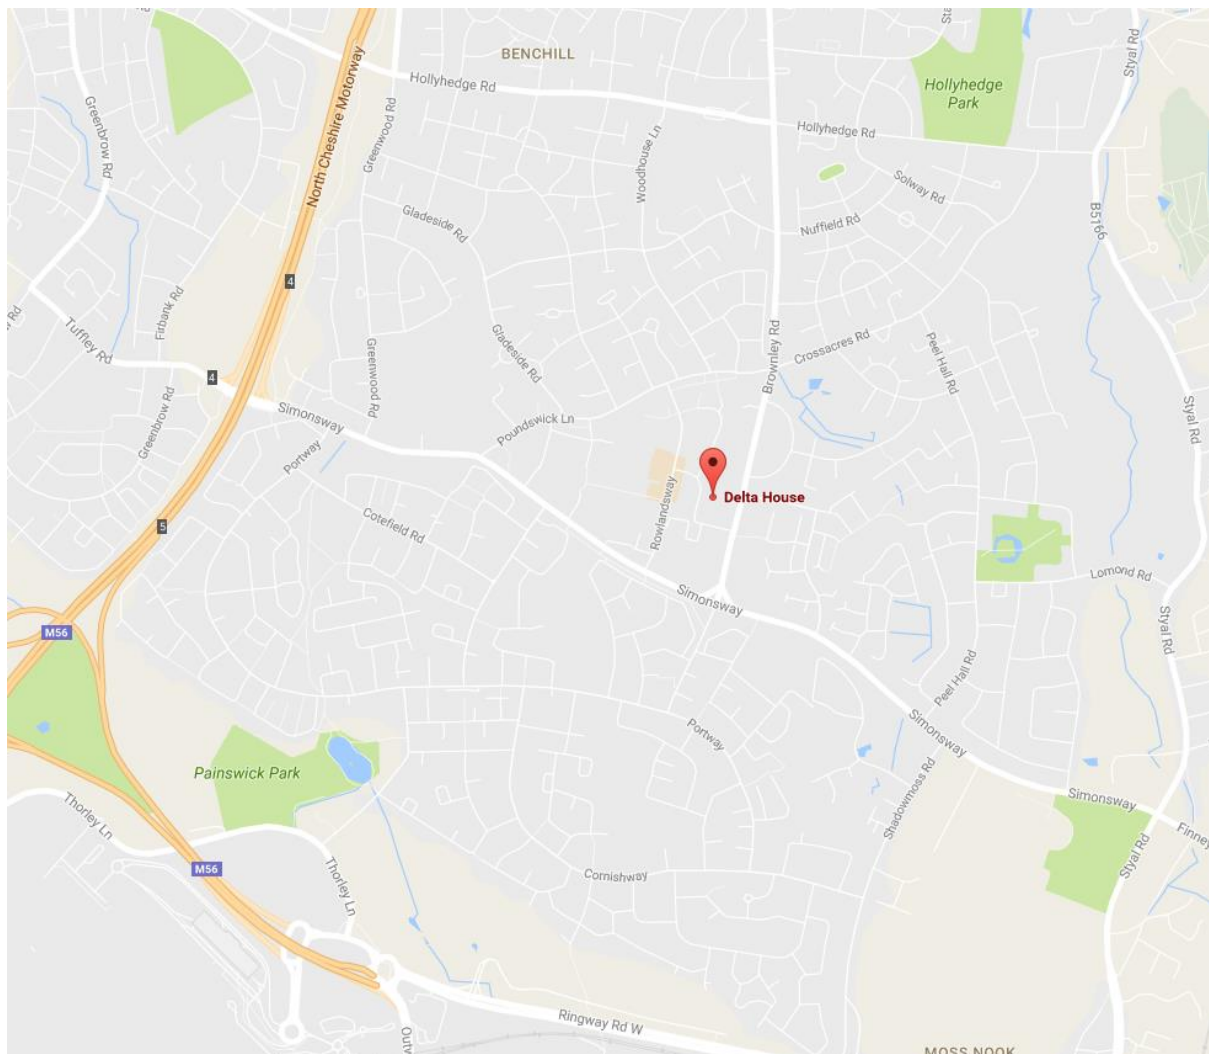 BENCHILL
Sta
Styal Rd
Hollyhedge Rd
Hollyhedge
Park
Greenbrow Rd
North Cheshire Motorway
Greenwood Rd
Woodhouse Ln
Hollyhedge Rd
Solway Rd
Gladeside Rd
Nuffield Rd
B5166
4
Firbank Rd
Rd
Tuffley Rd
Gladeside Rd
Greenwood Rd
Brownley Rd
Crossacres Rd
Peel Hall Rd
4
Simonsway
Greenbrow Rd
Poundswick Ln
Styal Rd
Portway
Delta House
5
Cotefield Rd
Rowlandsway
Simonsway
Lomond Rd
M56
Styal Rd
Peel Hall Rd
Portway
Simonsway
Painswick Park
Shadowmoss Rd
Simonsway
Thorley Ln
Finney
Styal Rd
M56
Thorley Ln
Cornishway
Ringway Rd W
Outw
MOSS NOOK